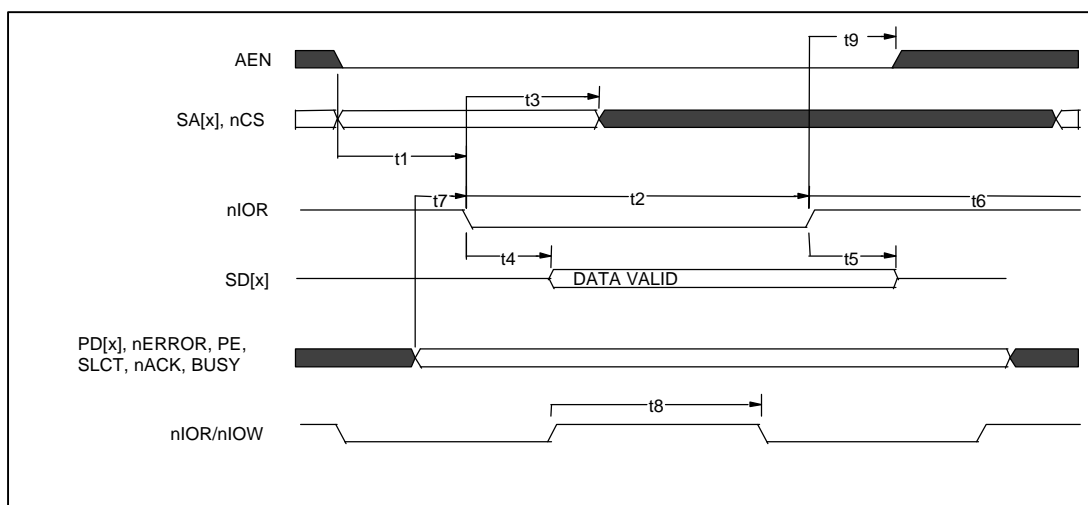 t9
AEN
t3
SA[x], nCS
t1
t7
t2
t6
nIOR
t4
t5
SD[x]
DATA VALID
PD[x], nERROR, PE,
SLCT, nACK, BUSY
t8
nIOR/nIOW